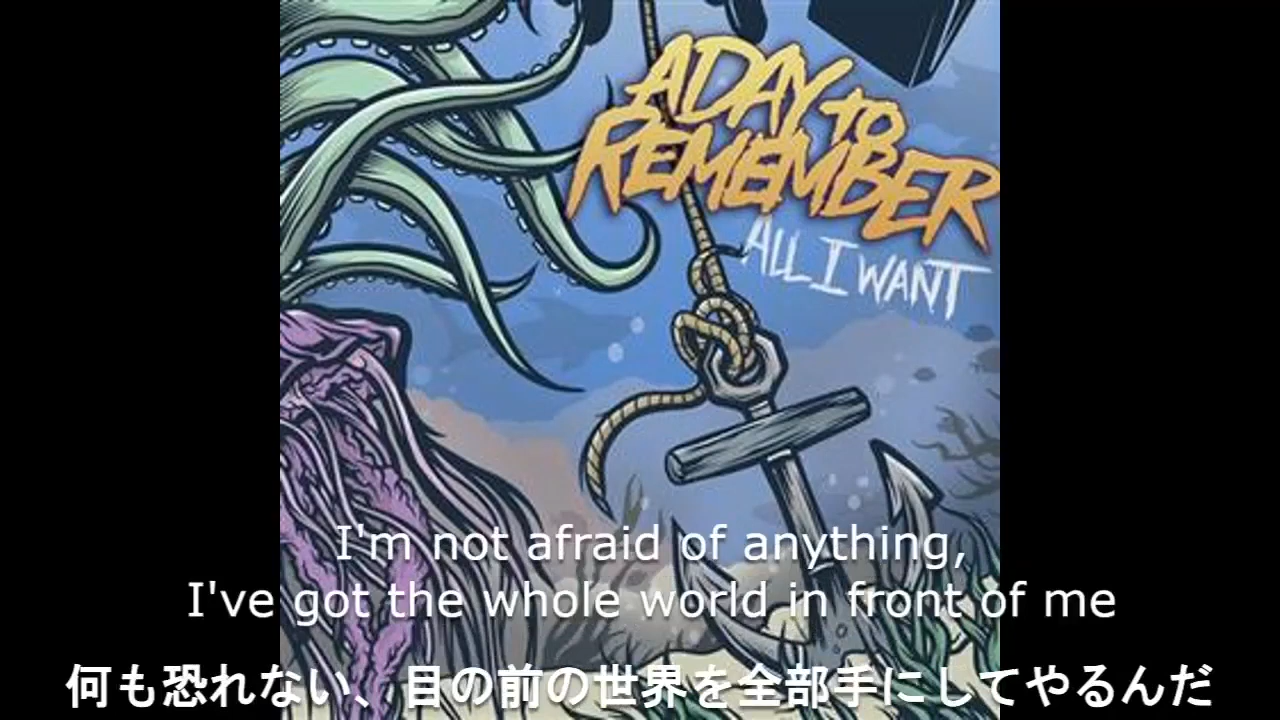 A DAY TO
REMEMBER
ALL I WANT
I'm not afraid of anything,
I've got the whole world in front of me
何も恐れない、目の前の世界を全部手にしてやるんだ